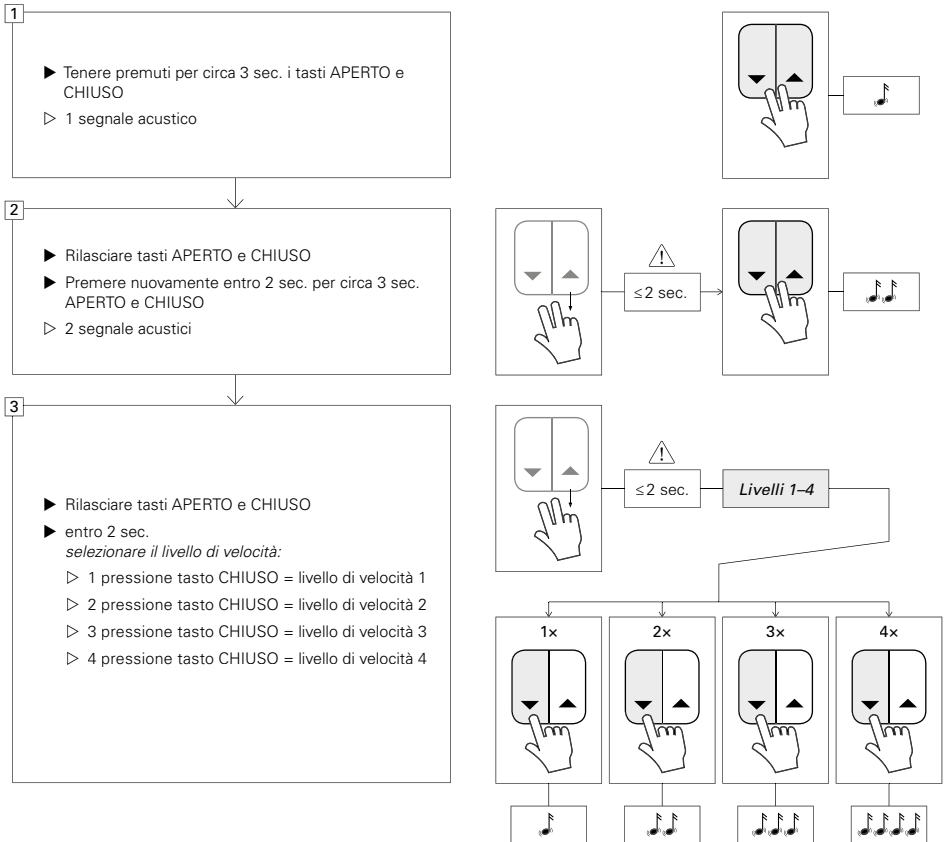 1
▶ Tenere premuti per circa 3 sec. i tasti APERTO e
CHIUSO
▷ 1 segnale acustico
2
▶ Rilasciare tasti APERTO e CHIUSO
▶ Premere nuovamente entro 2 sec. per circa 3 sec.
APERTO e CHIUSO
▷ 2 segnale acustici
≤2 sec.
3
▶ Rilasciare tasti APERTO e CHIUSO
▶ entro 2 sec.
selezionare il livello di velocità:
▷ 1 pressione tasto CHIUSO = livello di velocità 1
▷ 2 pressione tasto CHIUSO = livello di velocità 2
▷ 3 pressione tasto CHIUSO = livello di velocità 3
▷ 4 pressione tasto CHIUSO = livello di velocità 4
≤2 sec.
Livelli 1–4
1×
2×
3×
4×